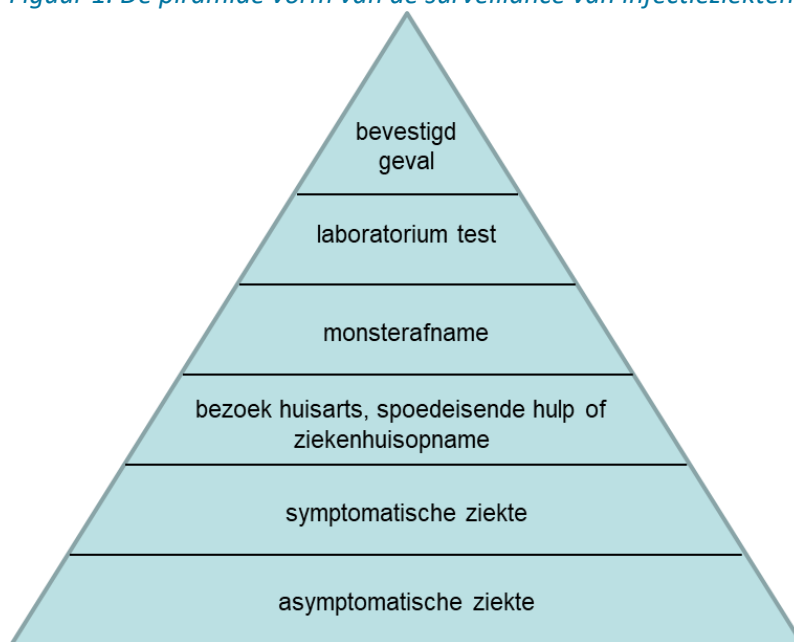 Figuur 1. De piramide vorm van de surveillance van infectieziekten
bevestigd
geval
laboratorium test
monsterafname
bezoek huisarts, spoedeisende hulp of
ziekenhuisopname
symptomatische ziekte
asymptomatische ziekte